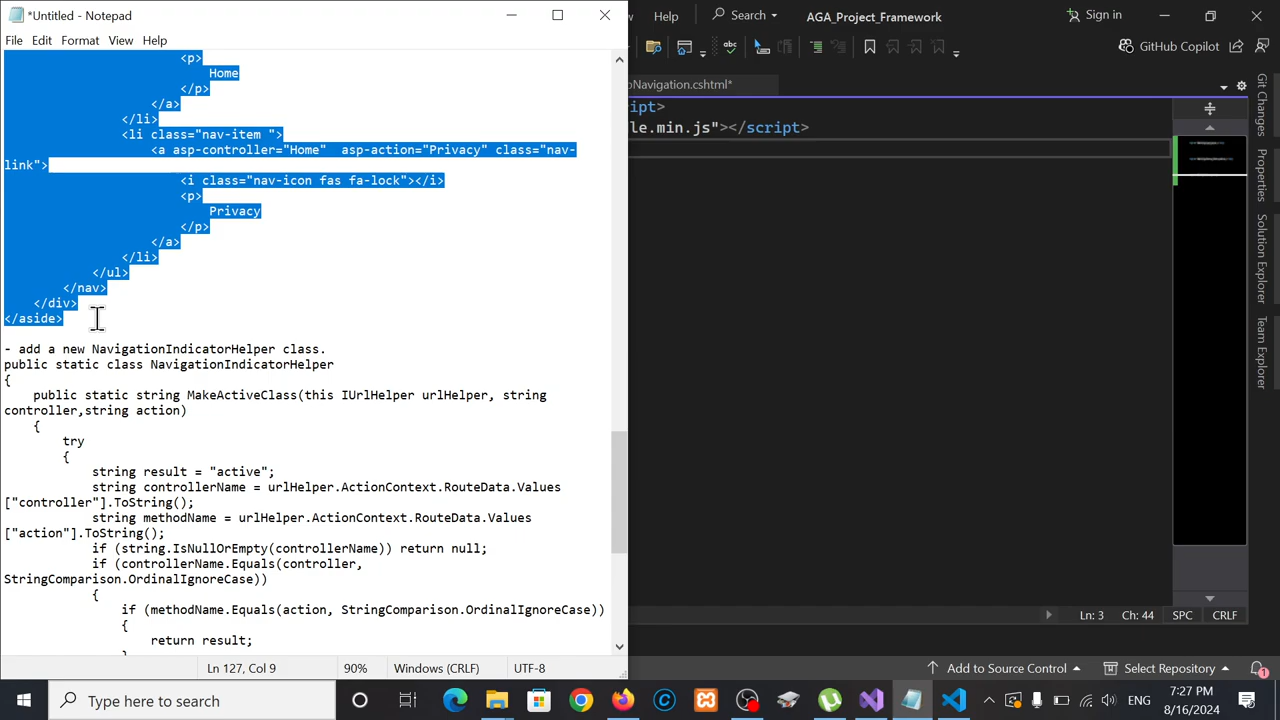 *Untitled - Notepad
File Edit Format View Help
<p>
Home
</p>
</a>
</li>
<li class="nav-item ">
<a asp-controller="Home"  asp-action="Privacy" class="nav-
link">
<i class="nav-icon fas fa-lock"></i>
<p>
Privacy
</p>
</a>
</li>
</ul>
</nav>
</div>
</aside>
- add a new NavigationIndicatorHelper class.
public static class NavigationIndicatorHelper
{
public static string MakeActiveClass(this IUrlHelper urlHelper, string
controller,string action)
{
try
{
string result = "active";
string controllerName = urlHelper.ActionContext.RouteData.Values
["controller"].ToString();
string methodName = urlHelper.ActionContext.RouteData.Values
["action"].ToString();
if (string.IsNullOrEmpty(controllerName)) return null;
if (controllerName.Equals(controller,
StringComparison.OrdinalIgnoreCase))
{
if (methodName.Equals(action, StringComparison.OrdinalIgnoreCase))
{
return result;
Ln 127, Col 9 90% Windows (CRLF) UTF-8
Help Search AGA_Project_Framework Sign in
GitHub Copilot
Navigation.cshtml*
ript>
le.min.js"></script>
Git Changes
Properties
Solution Explorer
Team Explorer
Ln: 3 Ch: 44 SPC CRLF
Add to Source Control Select Repository 1
Type here to search
ENG 7:27 PM
8/16/2024